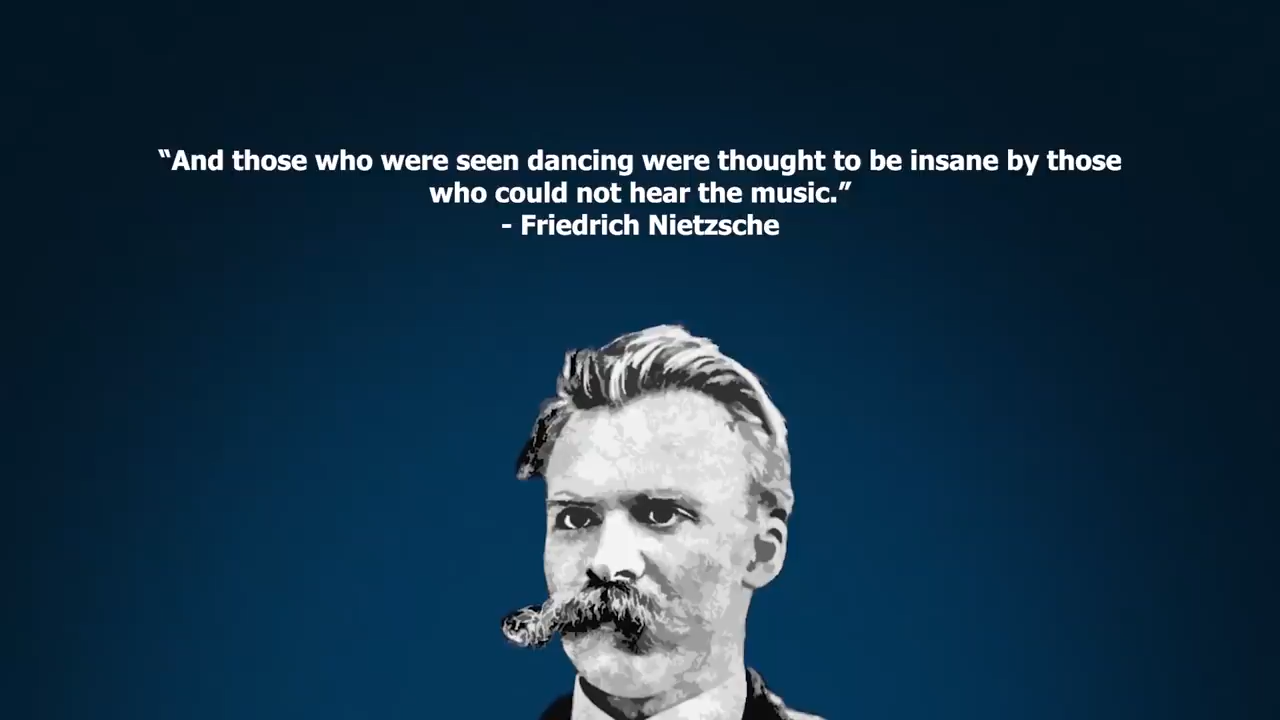 “And those who were seen dancing were thought to be insane by those
who could not hear the music.”
- Friedrich Nietzsche